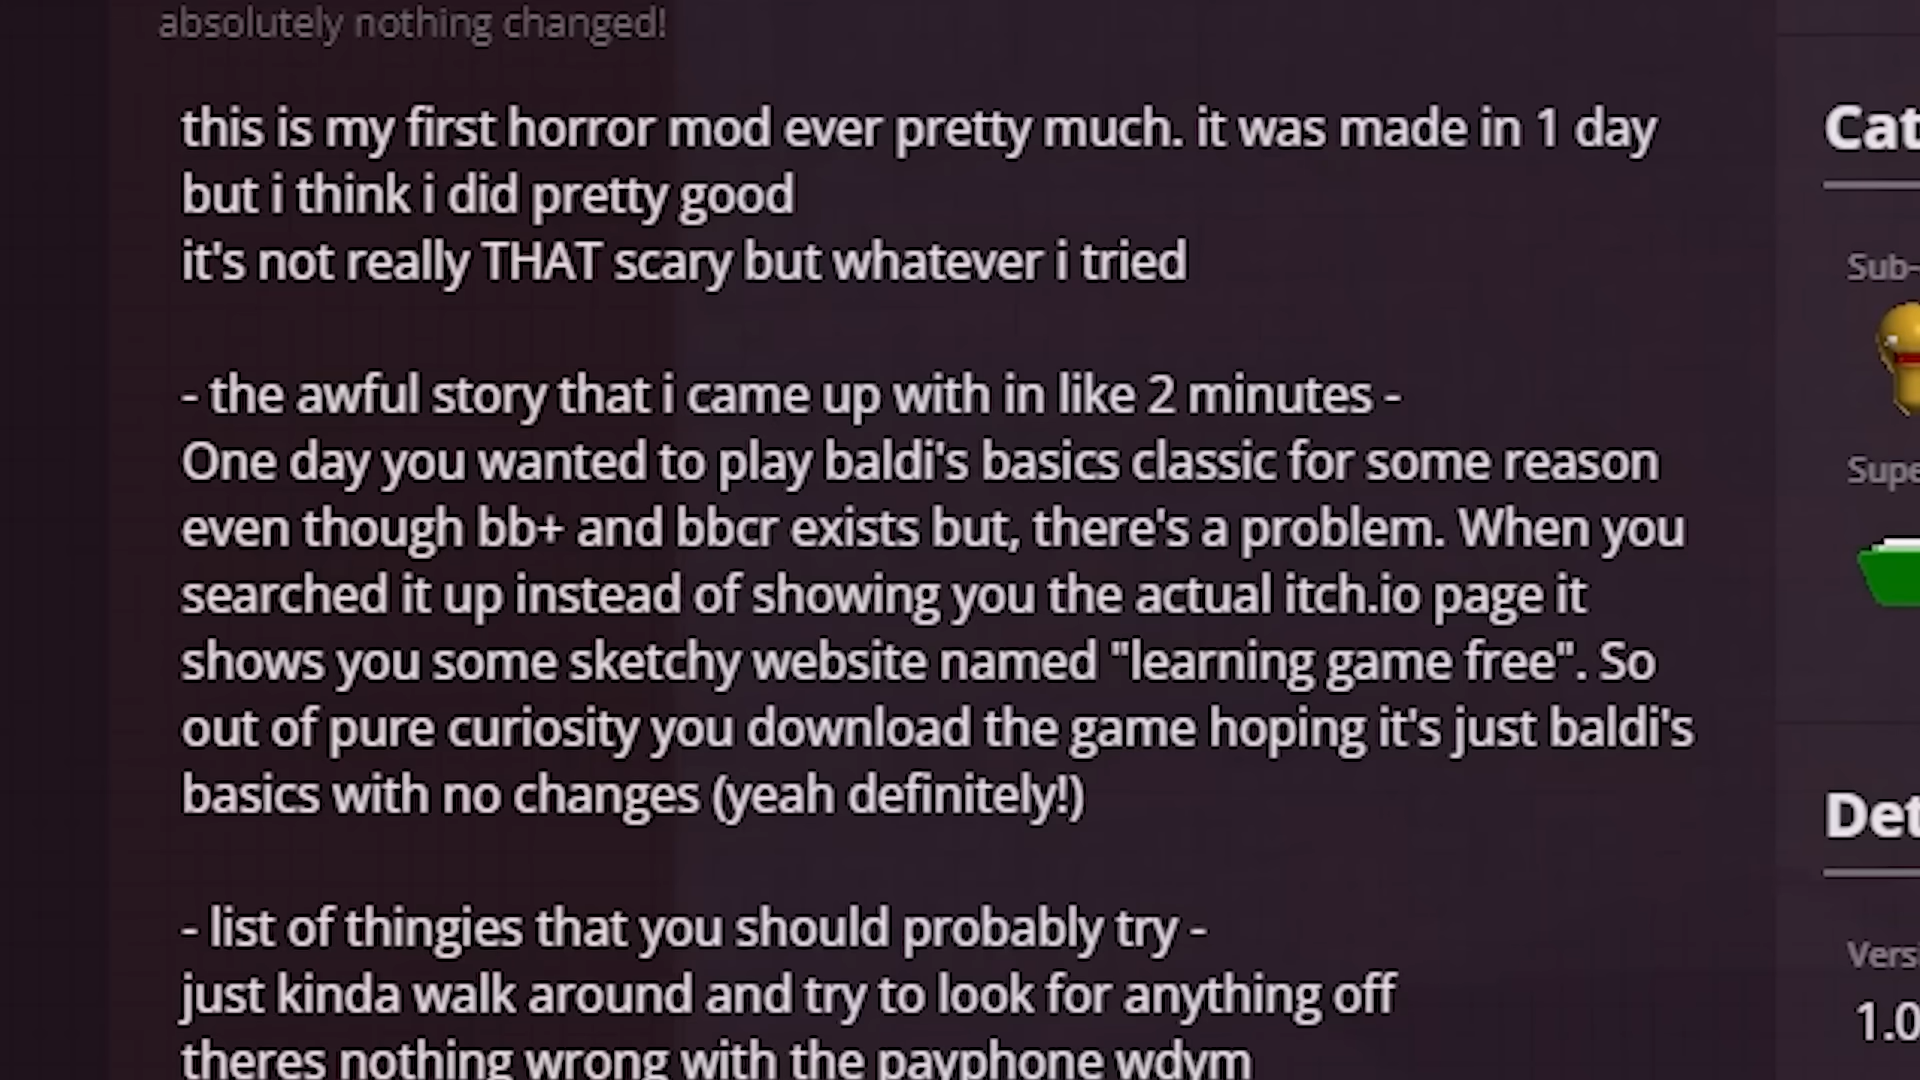 absolutely nothing changed!
this is my first horror mod ever pretty much. it was made in 1 day
but i think i did pretty good
it's not really THAT scary but whatever i tried
- the awful story that i came up with in like 2 minutes -
One day you wanted to play baldi's basics classic for some reason
even though bb+ and bbcr exists but, there's a problem. When you
searched it up instead of showing you the actual itch.io page it
shows you some sketchy website named "learning game free". So
out of pure curiosity you download the game hoping it's just baldi's
basics with no changes (yeah definitely!)
- list of thingies that you should probably try -
just kinda walk around and try to look for anything off
theres nothing wrong with the payphone wdym
Cat
Sub-
Supe
Det
Vers
1.0